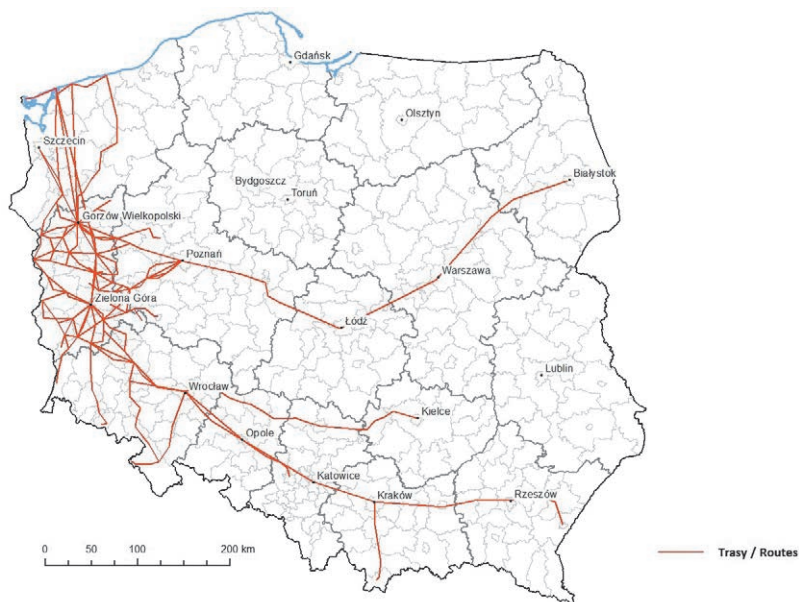 Gdańsk
Olsztyn
Szczecin
Białystok
Bydgoszcz
Toruń
Gorzów Wielkopolski
Poznań
Warszawa
Zielona Góra
Łódź
Lublin
Wrocław
Kielce
Opole
Katowice
Kraków
Rzeszów
0 50 100 200 km
Trasy / Routes